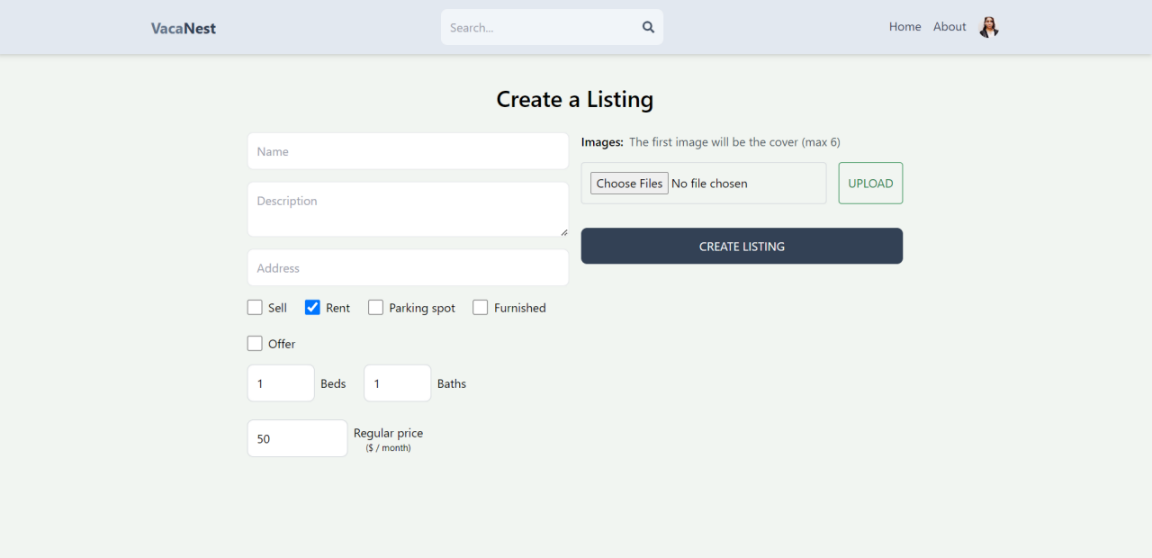 VacaNest
Search...
Home About
Create a Listing
Name
Description
Address
Sell Rent Parking spot Furnished
Offer
1 Beds 1 Baths
50 Regular price
($ / month)
Images: The first image will be the cover (max 6)
Choose Files No file chosen UPLOAD
CREATE LISTING